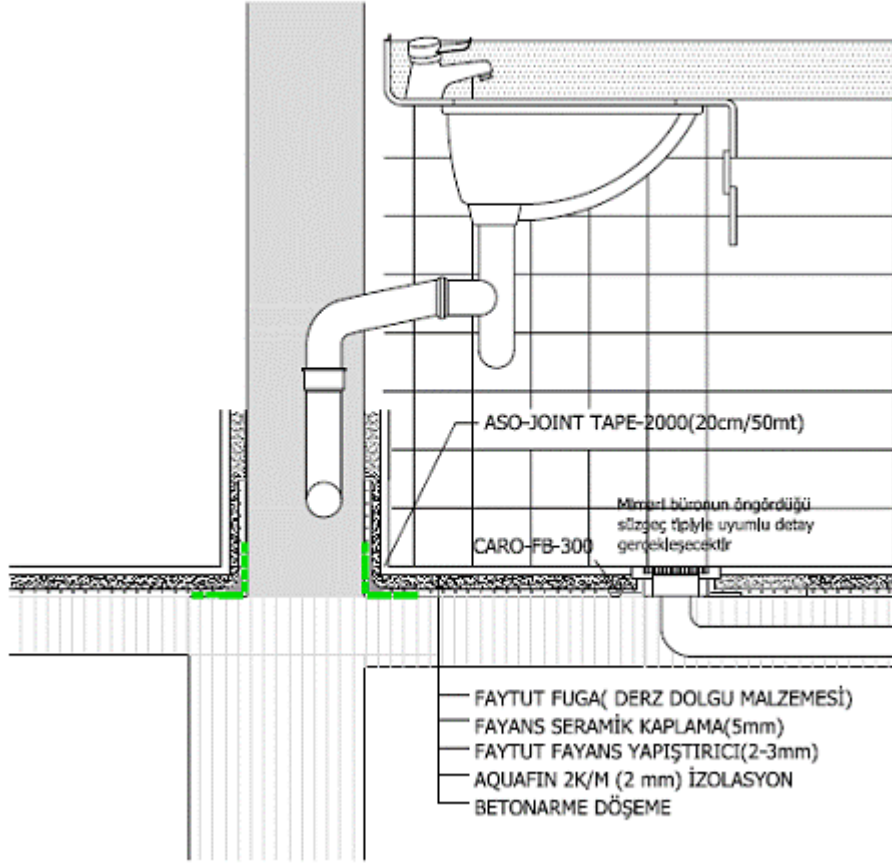 ASO-JOINT TAPE-2000(20cm/50mt)
Mimari büronun öngördüğü
süzgeç tipiyle uyumlu detay
gerçekleşecektir
CARO-FB-300
FAYTUT FUGA( DERZ DOLGU MALZEMESİ)
FAYANS SERAMİK KAPLAMA(5mm)
FAYTUT FAYANS YAPIŞTIRICI(2-3mm)
AQUAFIN 2K/M (2 mm) İZOLASYON
BETONARME DÖŞEME